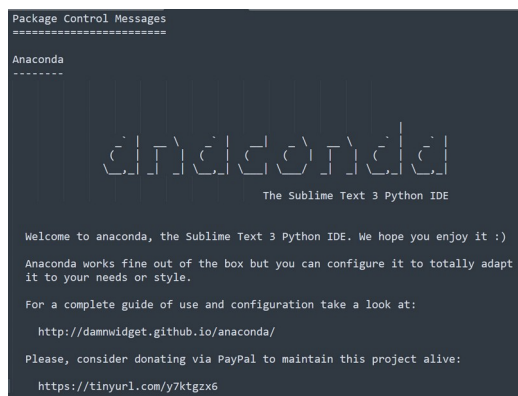 Package Control Messages
========================
Anaconda
--------
anaconda
The Sublime Text 3 Python IDE
Welcome to anaconda, the Sublime Text 3 Python IDE. We hope you enjoy it :)
Anaconda works fine out of the box but you can configure it to totally adapt
it to your needs or style.
For a complete guide of use and configuration take a look at:
http://damnwidget.github.io/anaconda/
Please, consider donating via PayPal to maintain this project alive:
https://tinyurl.com/y7ktgzx6